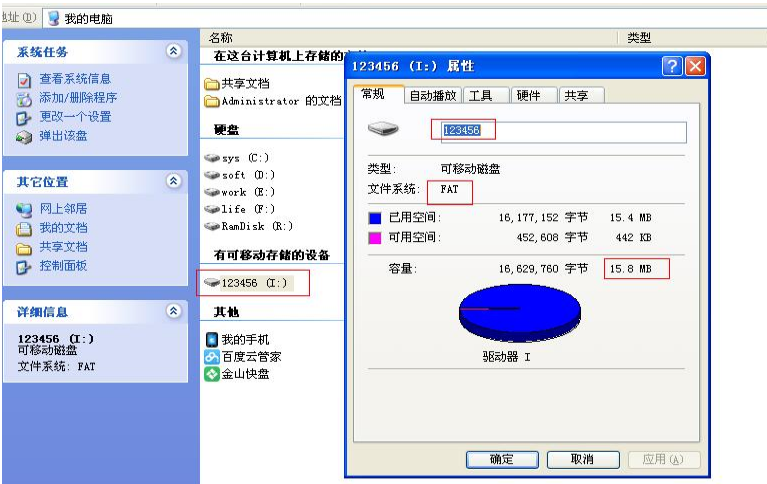 地址(D) 我的电脑
系统任务
查看系统信息
添加/删除程序
更改一个设置
弹出该盘
其它位置
网上邻居
我的文档
共享文档
控制面板
详细信息
123456 (I:)
可移动磁盘
文件系统: FAT
名称 类型
在这台计算机上存储的
共享文档
Administrator 的文档
硬盘
sys (C:)
soft (D:)
work (E:)
life (F:)
RamDisk (R:)
有可移动存储的设备
123456 (I:)
其他
我的手机
百度云管家
金山快盘
123456 (I:) 属性
常规 自动播放 工具 硬件 共享
123456
类型: 可移动磁盘
文件系统: FAT
已用空间: 16,177,152 字节 15.4 MB
可用空间: 452,608 字节 442 KB
容量: 16,629,760 字节 15.8 MB
驱动器 I
确定 取消 应用(A)